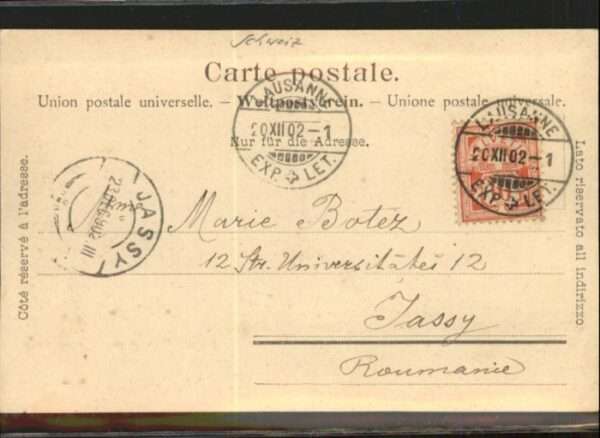 Schweiz
Carte postale.
Union postale universelle. – Weltpostverein. – Unione postale universale.
Nur für die Adresse.
LAUSANNE
20 XII 02 – 1
EXP. LET.
LAUSANNE
20 XII 02 – 1
EXP. LET.
JASSY
Côté réservé à l'adresse.
Lato riservato all indirizzo
Marie Botez
12 Str. Universitătei 12
Jassy
Roumanie